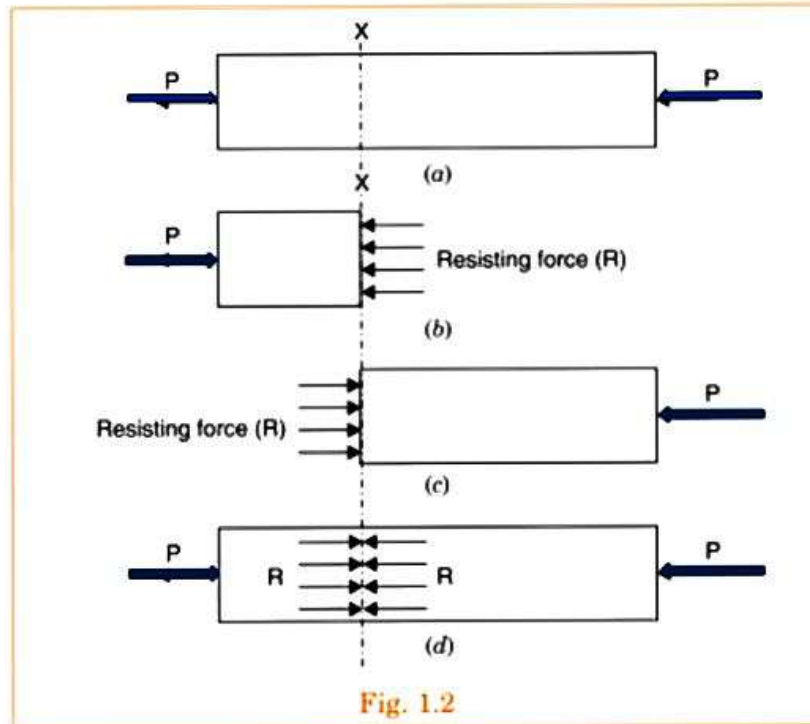 X
P P
(a)
X
P
Resisting force (R)
(b)
Resisting force (R)
P
(c)
P R R P
(d)
Fig. 1.2